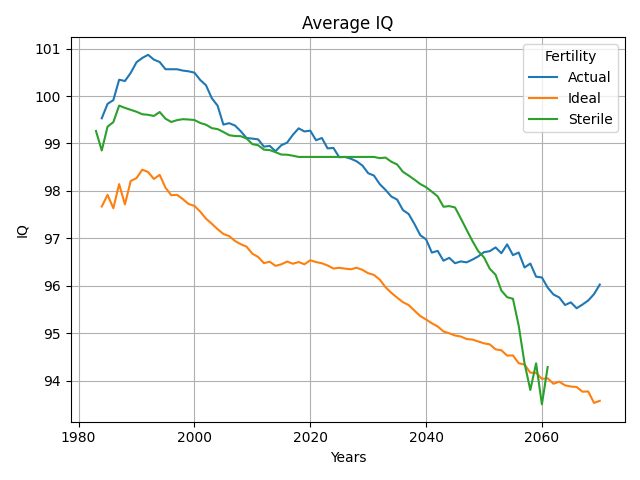 Average IQ
101
100
99
98
97
96
95
94
IQ
Fertility
Actual
Ideal
Sterile
1980
2000
2020
2040
2060
Years